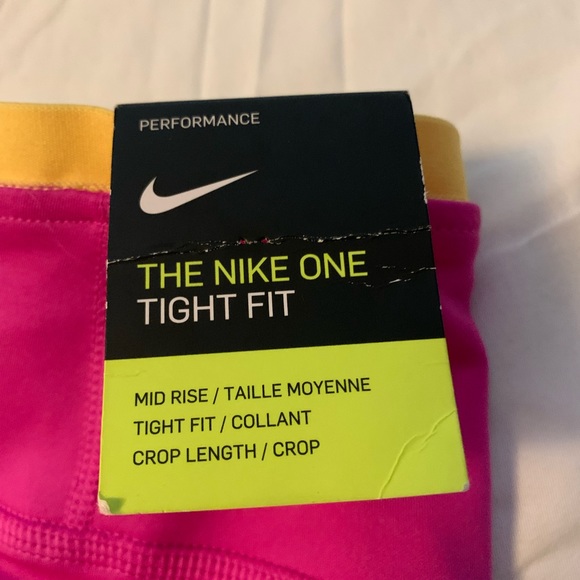 PERFORMANCE
THE NIKE ONE
TIGHT FIT
MID RISE / TAILLE MOYENNE
TIGHT FIT / COLLANT
CROP LENGTH / CROP